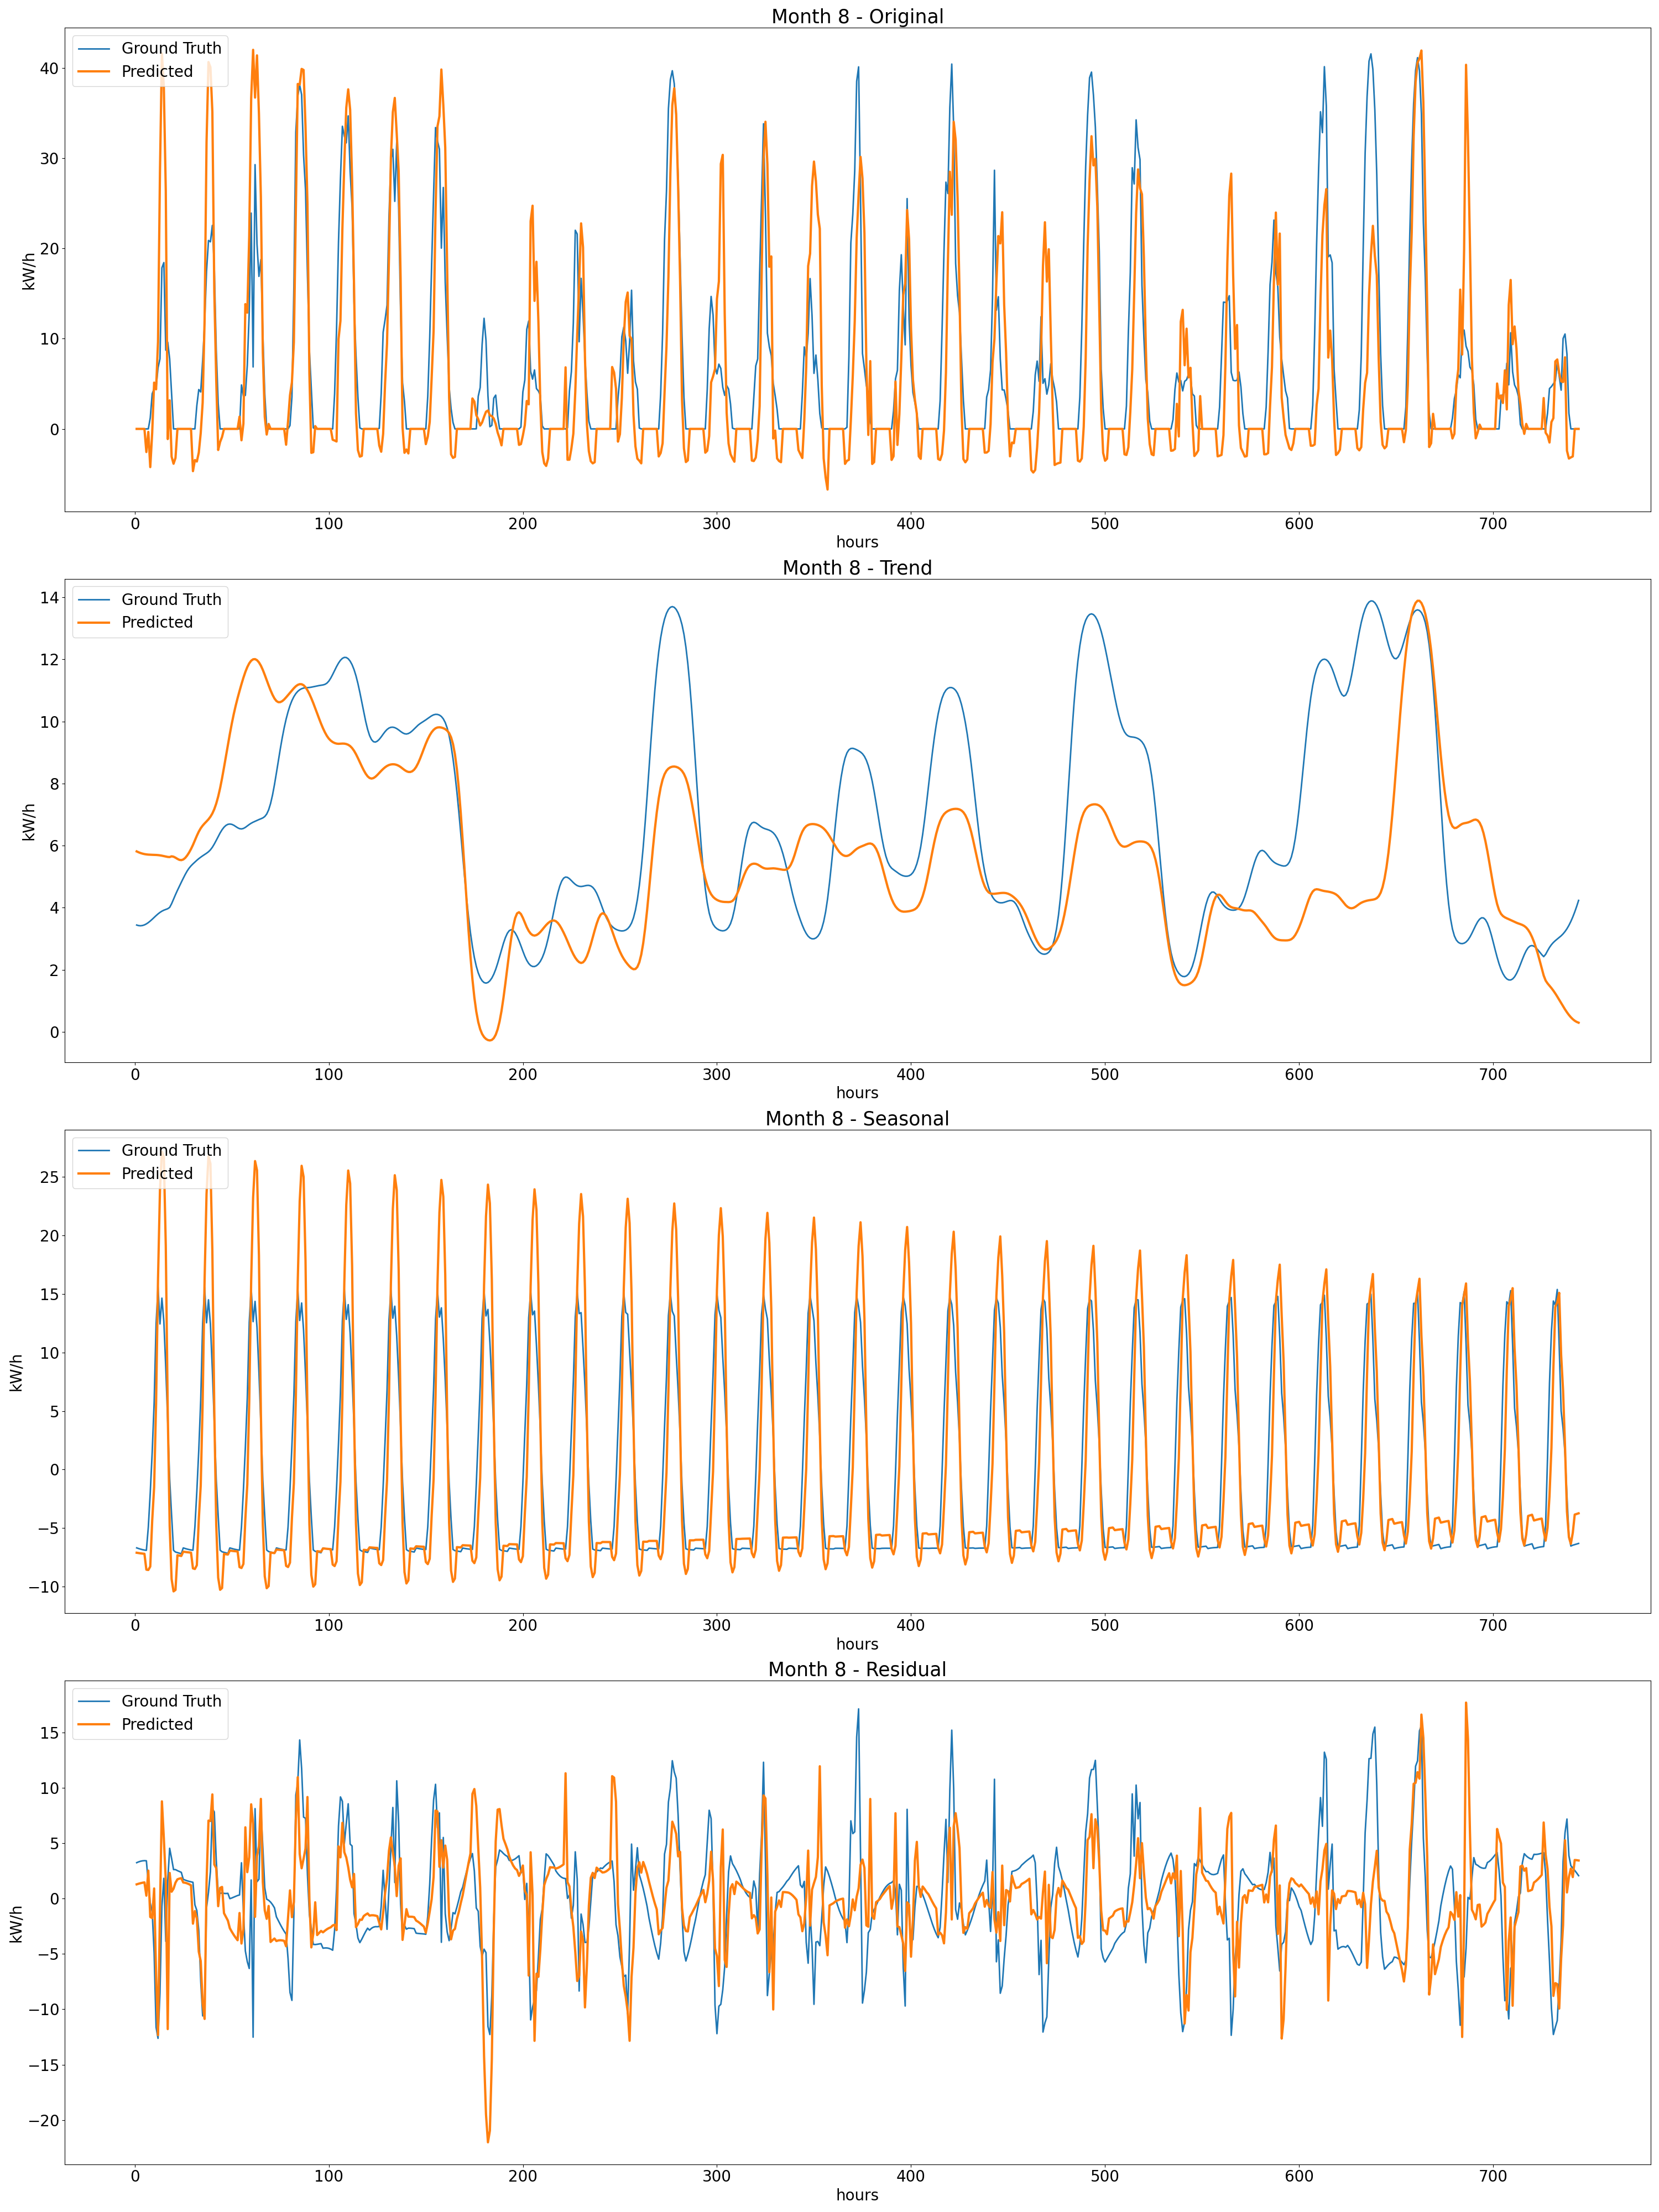 Month 8 - Original
Ground Truth
Predicted
kW/h
40
30
20
10
0
0 100 200 300 400 500 600 700
hours
Month 8 - Trend
Ground Truth
Predicted
kW/h
14
12
10
8
6
4
2
0
0 100 200 300 400 500 600 700
hours
Month 8 - Seasonal
Ground Truth
Predicted
kW/h
25
20
15
10
5
0
−5
−10
0 100 200 300 400 500 600 700
hours
Month 8 - Residual
Ground Truth
Predicted
kW/h
15
10
5
0
−5
−10
−15
−20
0 100 200 300 400 500 600 700
hours